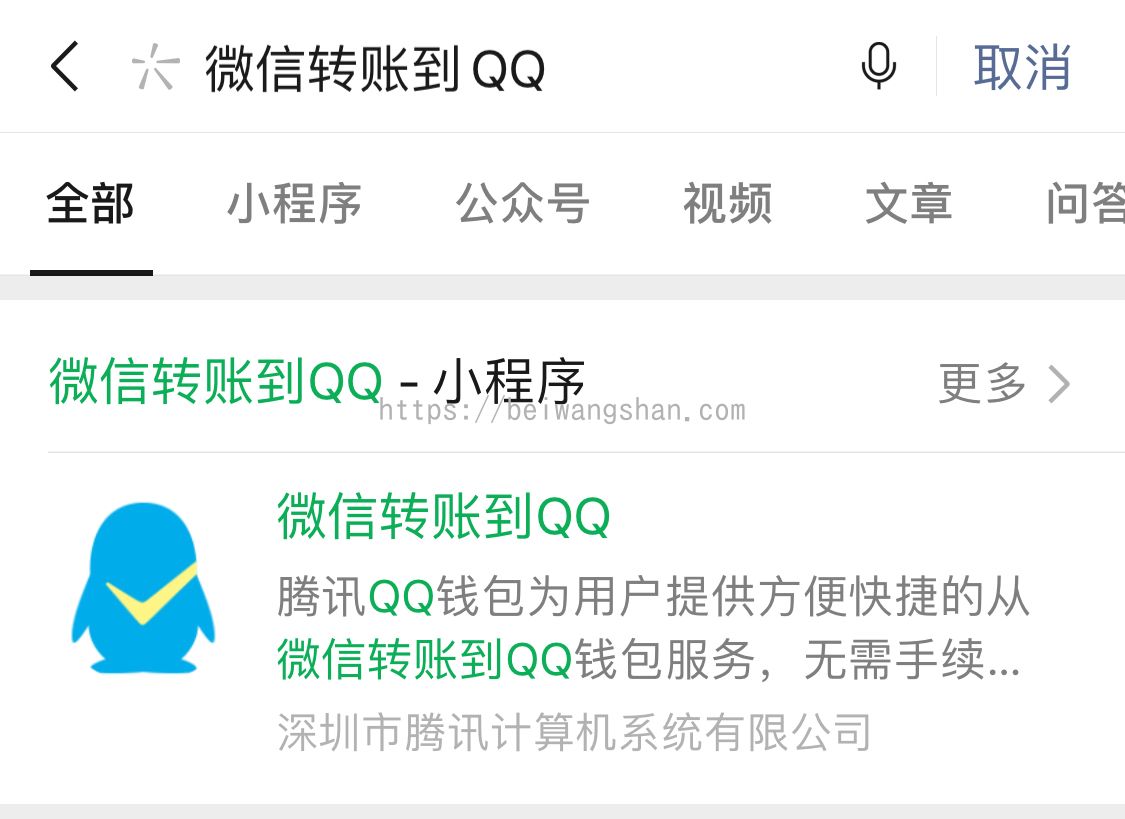 微信转账到QQ 取消
全部 小程序 公众号 视频 文章 问答
微信转账到QQ - 小程序 更多
https://beiwangshan.com
微信转账到QQ
腾讯QQ钱包为用户提供方便快捷的从
微信转账到QQ钱包服务，无需手续...
深圳市腾讯计算机系统有限公司